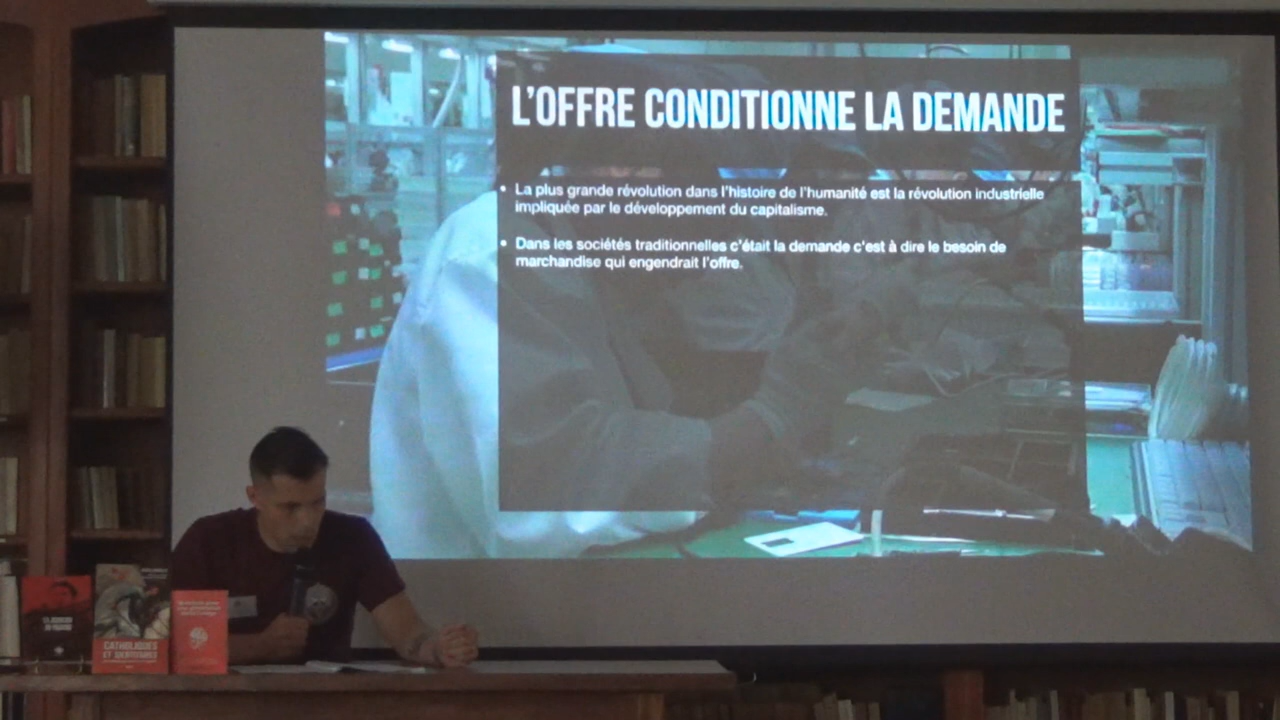 L'OFFRE CONDITIONNE LA DEMANDE
• La plus grande révolution dans l'histoire de l'humanité est la révolution industrielle
impliquée par le développement du capitalisme.
• Dans les sociétés traditionnelles c'était la demande c'est à dire le besoin de
marchandise qui engendrait l'offre.
CATHOLIQUES
ET IDENTITAIRES